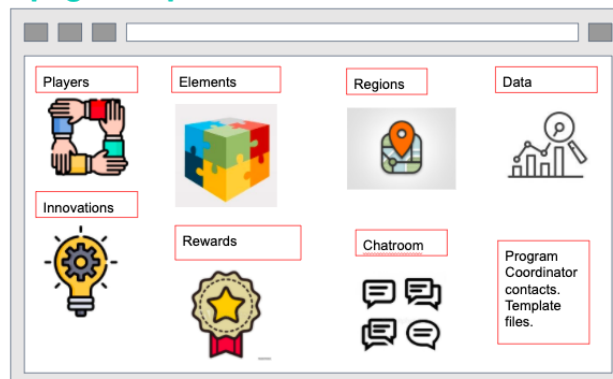 Players
Elements
Regions
Data
Innovations
Rewards
Chatroom
Program
Coordinator
contacts.
Template
files.